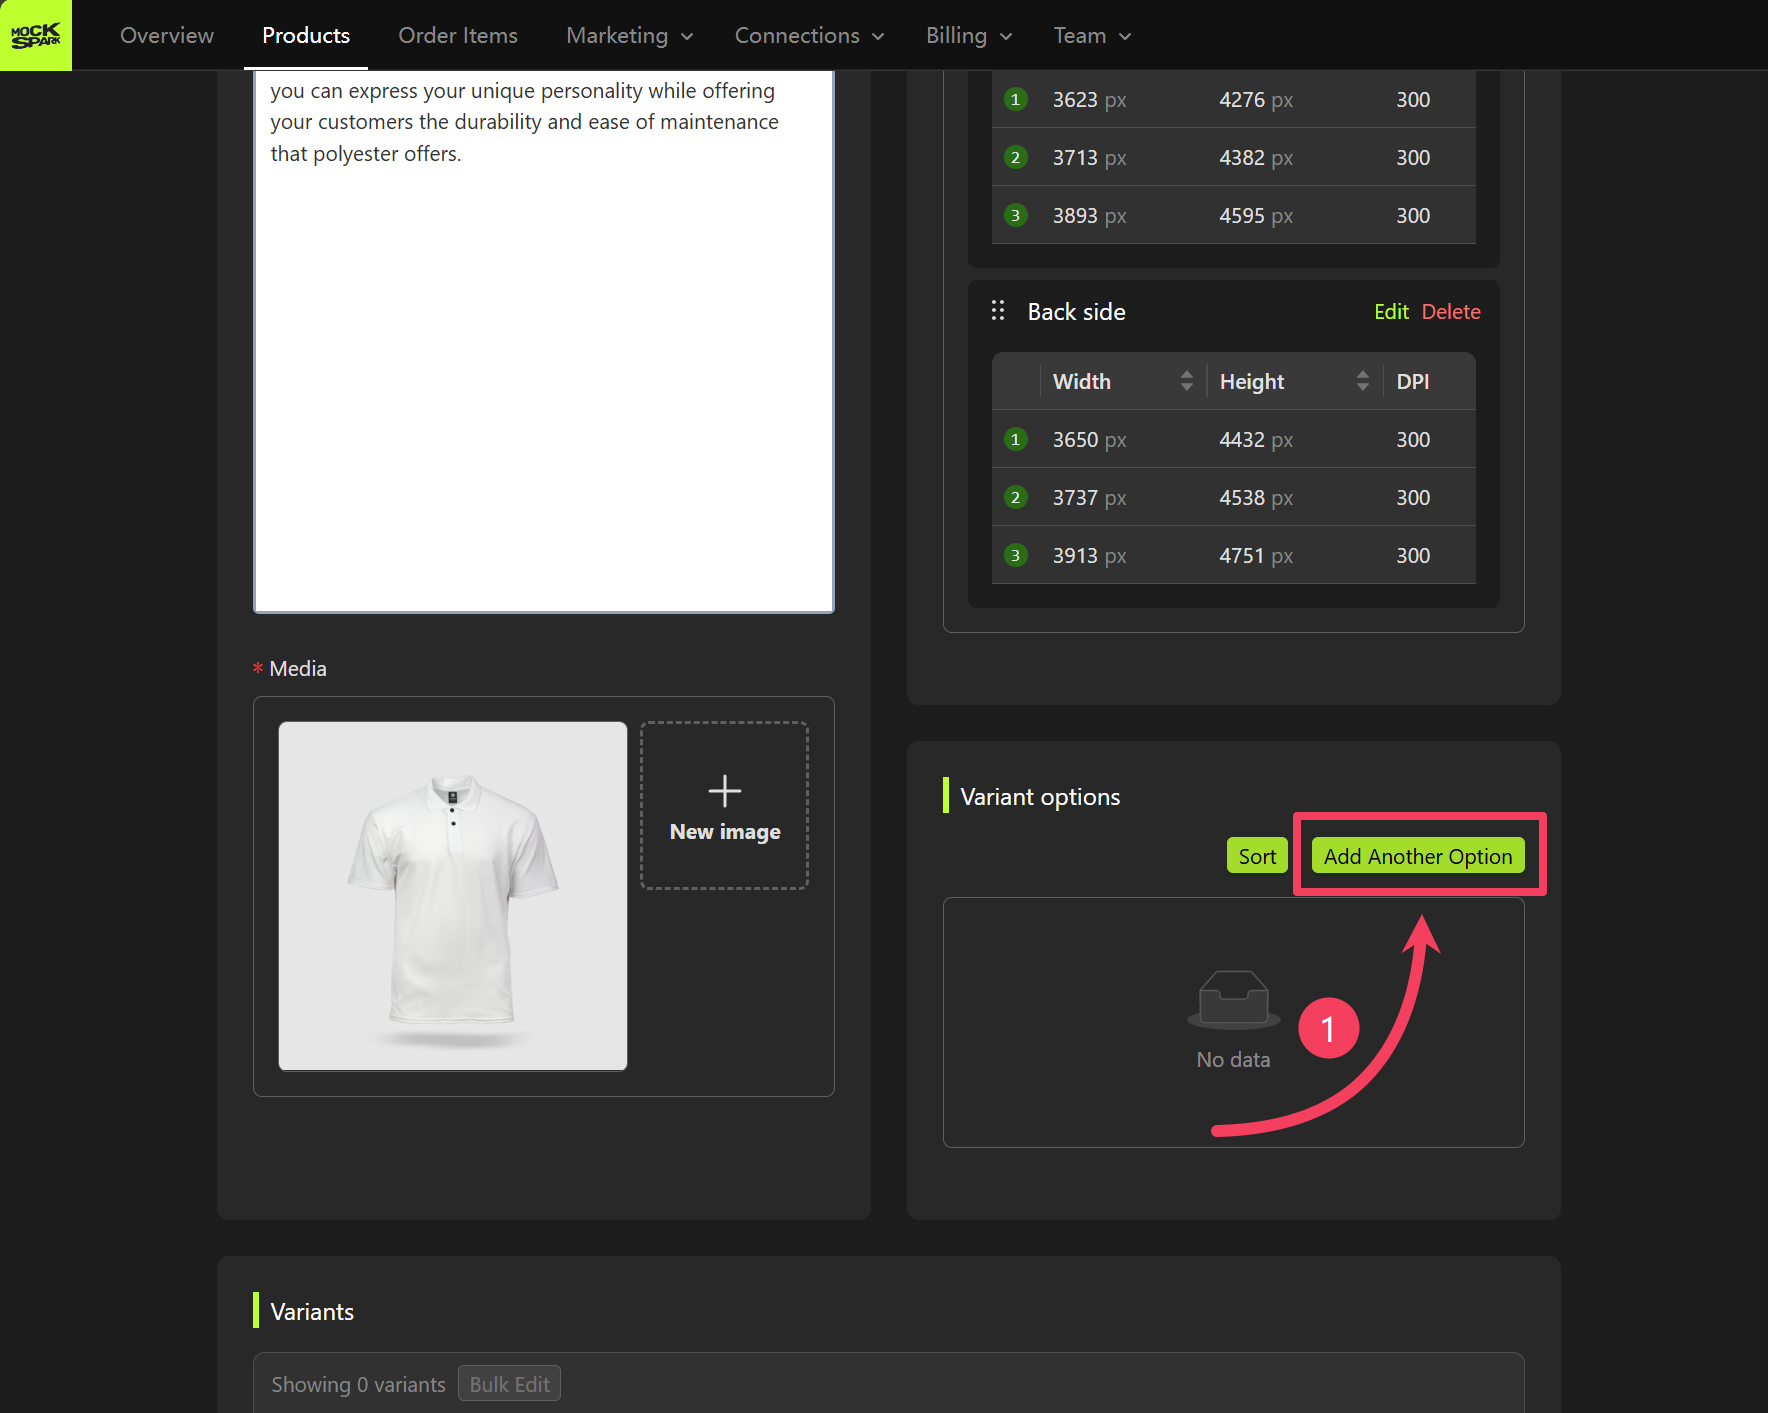 MOCK
SPARK
Overview
Products
Order Items
Marketing
Connections
Billing
Team
you can express your unique personality while offering
your customers the durability and ease of maintenance
that polyester offers.
* Media
New image
1 3623 px 4276 px 300
2 3713 px 4382 px 300
3 3893 px 4595 px 300
Back side Edit Delete
Width Height DPI
1 3650 px 4432 px 300
2 3737 px 4538 px 300
3 3913 px 4751 px 300
Variant options
Sort Add Another Option
No data
1
Variants
Showing 0 variants Bulk Edit